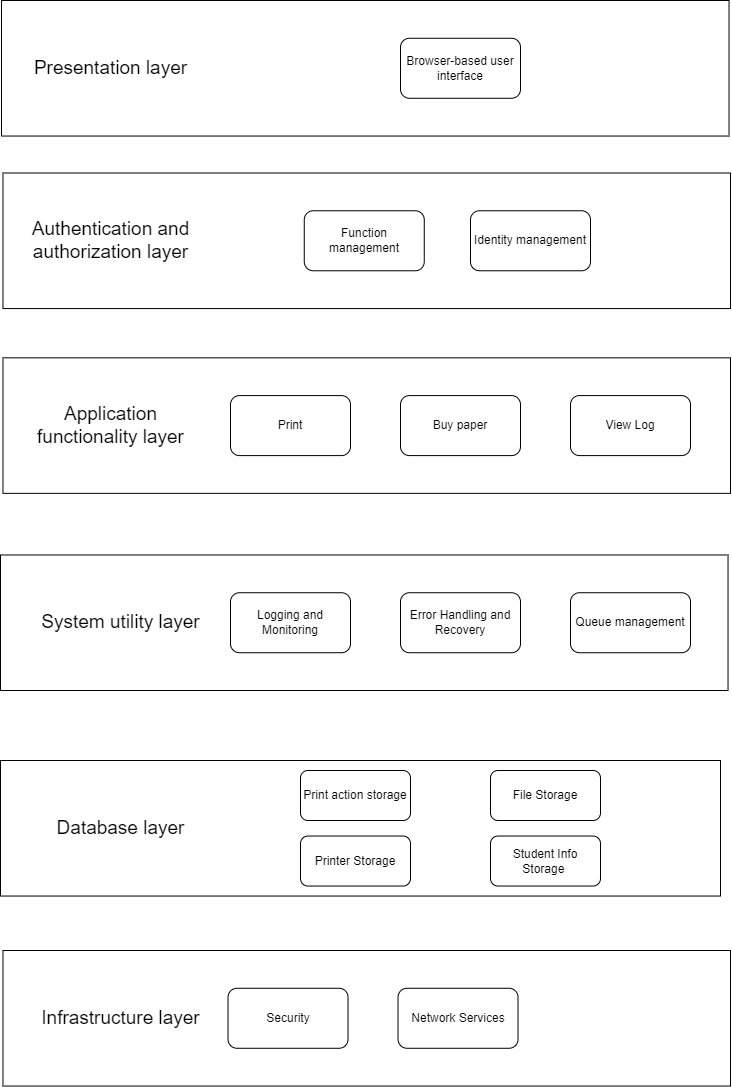 Presentation layer
Browser-based user
interface
Authentication and
authorization layer
Function
management
Identity management
Application
functionality layer
Print
Buy paper
View Log
System utility layer
Logging and
Monitoring
Error Handling and
Recovery
Queue management
Database layer
Print action storage
File Storage
Printer Storage
Student Info
Storage
Infrastructure layer
Security
Network Services